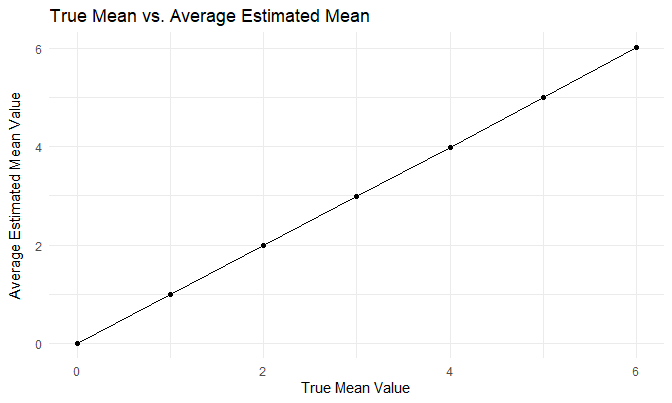 True Mean vs. Average Estimated Mean
Average Estimated Mean Value
6
4
2
0
0 2 4 6
True Mean Value